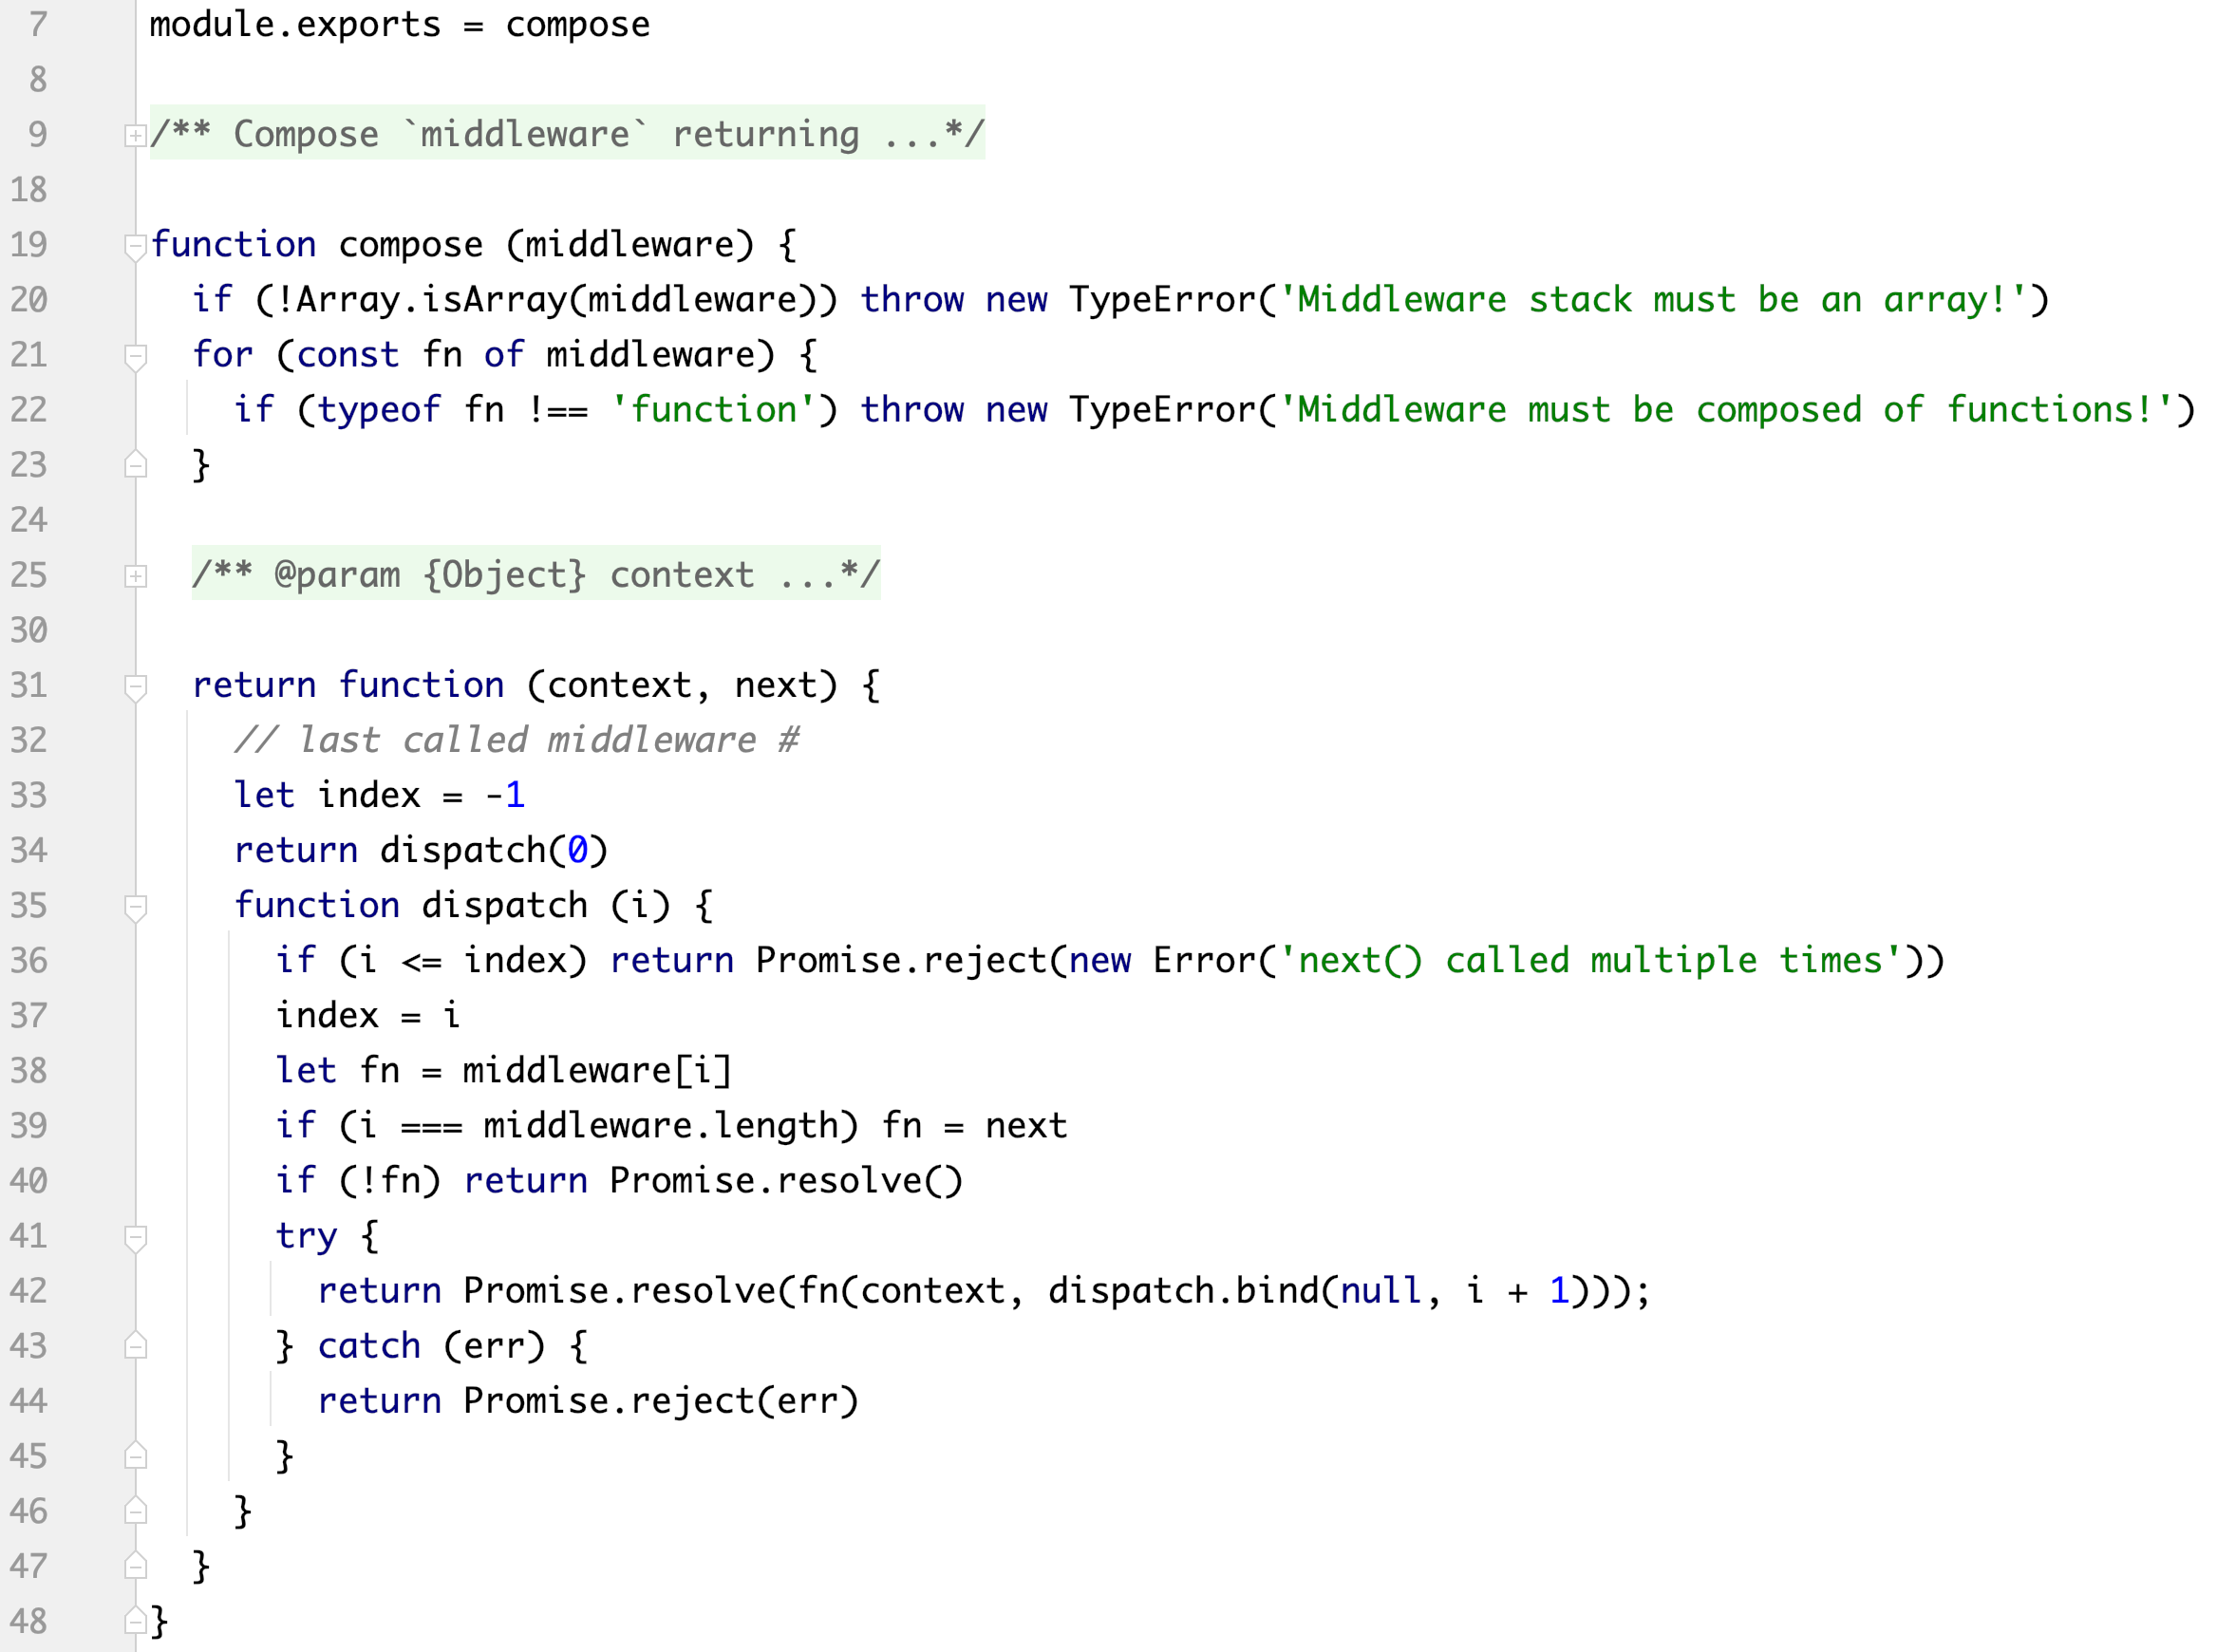 7 module.exports = compose
8
9 /** Compose `middleware` returning ...*/
18
19 function compose (middleware) {
20   if (!Array.isArray(middleware)) throw new TypeError('Middleware stack must be an array!')
21   for (const fn of middleware) {
22     if (typeof fn !== 'function') throw new TypeError('Middleware must be composed of functions!')
23   }
24
25   /** @param {Object} context ...*/
30
31   return function (context, next) {
32     // last called middleware #
33     let index = -1
34     return dispatch(0)
35     function dispatch (i) {
36       if (i <= index) return Promise.reject(new Error('next() called multiple times'))
37       index = i
38       let fn = middleware[i]
39       if (i === middleware.length) fn = next
40       if (!fn) return Promise.resolve()
41       try {
42         return Promise.resolve(fn(context, dispatch.bind(null, i + 1)));
43       } catch (err) {
44         return Promise.reject(err)
45       }
46     }
47   }
48 }